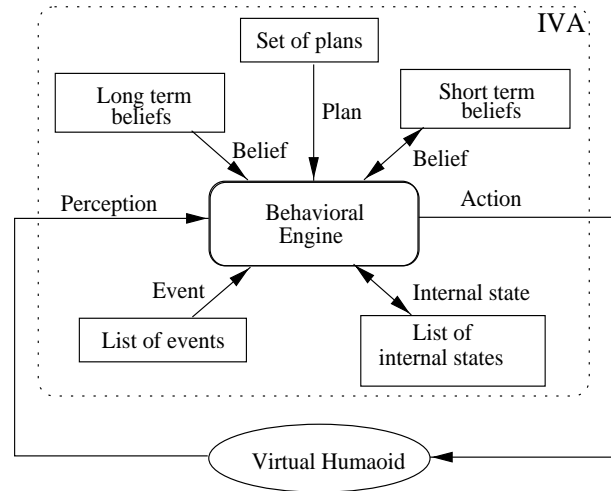 IVA
Set of plans
Long term
beliefs
Short term
beliefs
Plan
Belief
Belief
Perception
Behavioral
Engine
Action
Event
Internal state
List of events
List of
internal states
Virtual Humaoid